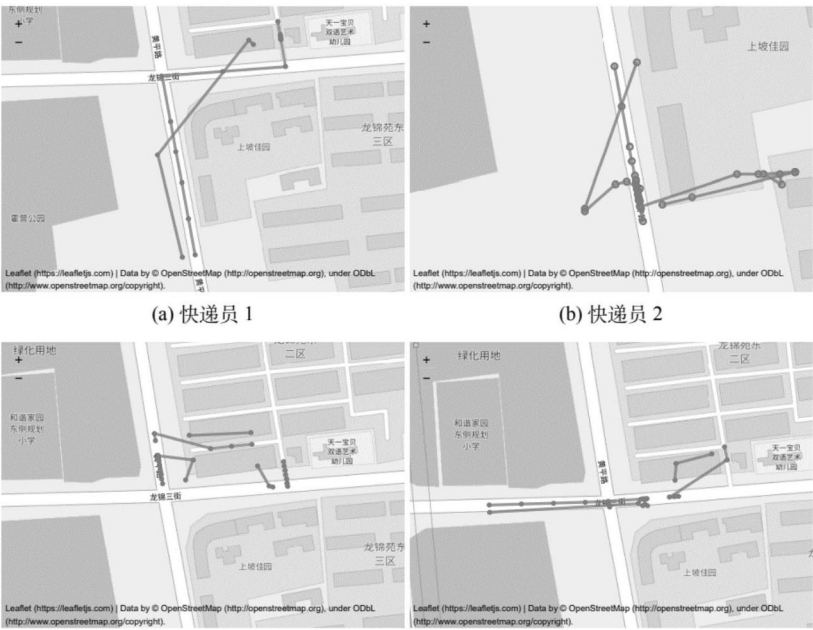 东侧规划
小学
+
−
黄平路
天一宝贝
双语艺术
幼儿园
龙锦三街
龙锦苑东
三区
上坡佳园
霍营公园
黄平
Leaflet (https://leafletjs.com) | Data by © OpenStreetMap (http://openstreetmap.org), under ODbL
(http://www.openstreetmap.org/copyright).
(a) 快递员 1
+
−
上坡佳园
Leaflet (https://leafletjs.com) | Data by © OpenStreetMap (http://openstreetmap.org), under ODbL
(http://www.openstreetmap.org/copyright).
(b) 快递员 2
绿化用地
+
−
二区
和谐家园
东侧规划
小学
天一宝贝
双语艺术
幼儿园
龙锦三街
龙锦苑东
三区
上坡佳园
Leaflet (https://leafletjs.com) | Data by © OpenStreetMap (http://openstreetmap.org), under ODbL
(http://www.openstreetmap.org/copyright).
绿化用地
+
−
龙锦苑东
二区
和谐家园
东侧规划
小学
黄平路
天一宝贝
双语艺术
幼儿园
上坡佳园
Leaflet (https://leafletjs.com) | Data by © OpenStreetMap (http://openstreetmap.org), under ODbL
(http://www.openstreetmap.org/copyright).